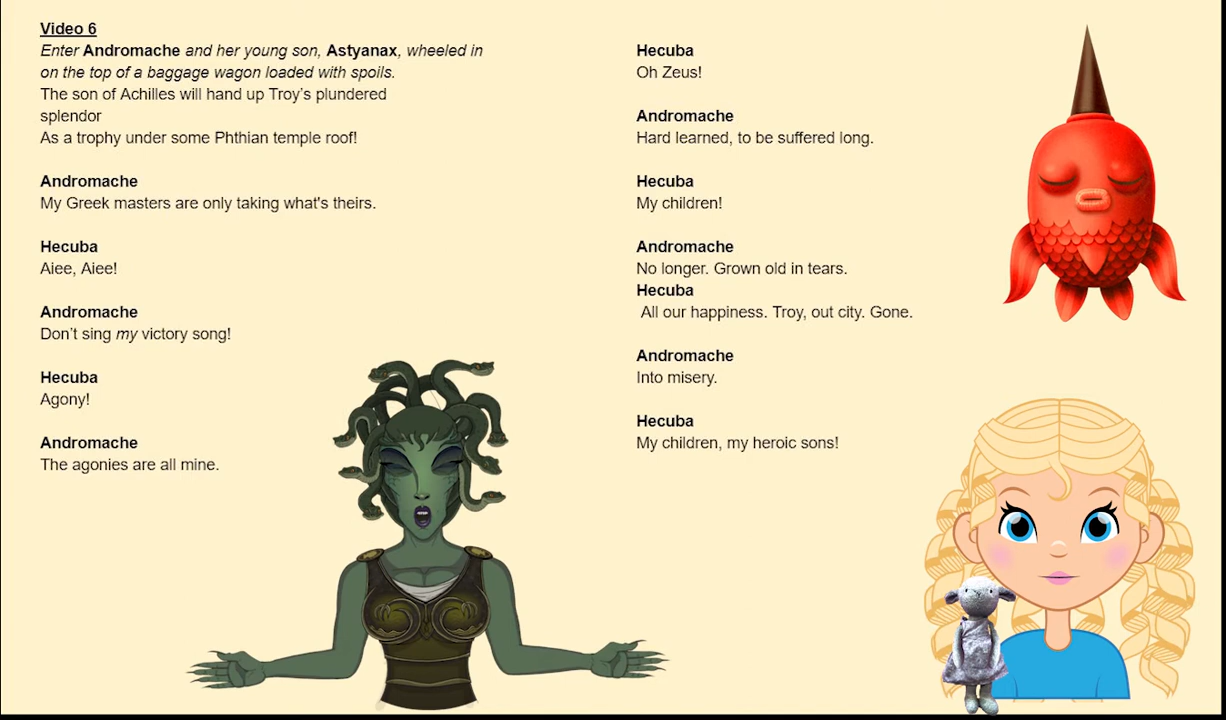 Video 6
Enter Andromache and her young son, Astyanax, wheeled in
on the top of a baggage wagon loaded with spoils.
The son of Achilles will hand up Troy’s plundered
splendor
As a trophy under some Phthian temple roof!
Andromache
My Greek masters are only taking what's theirs.
Hecuba
Aiee, Aiee!
Andromache
Don’t sing my victory song!
Hecuba
Agony!
Andromache
The agonies are all mine.
Hecuba
Oh Zeus!
Andromache
Hard learned, to be suffered long.
Hecuba
My children!
Andromache
No longer. Grown old in tears.
Hecuba
All our happiness. Troy, out city. Gone.
Andromache
Into misery.
Hecuba
My children, my heroic sons!